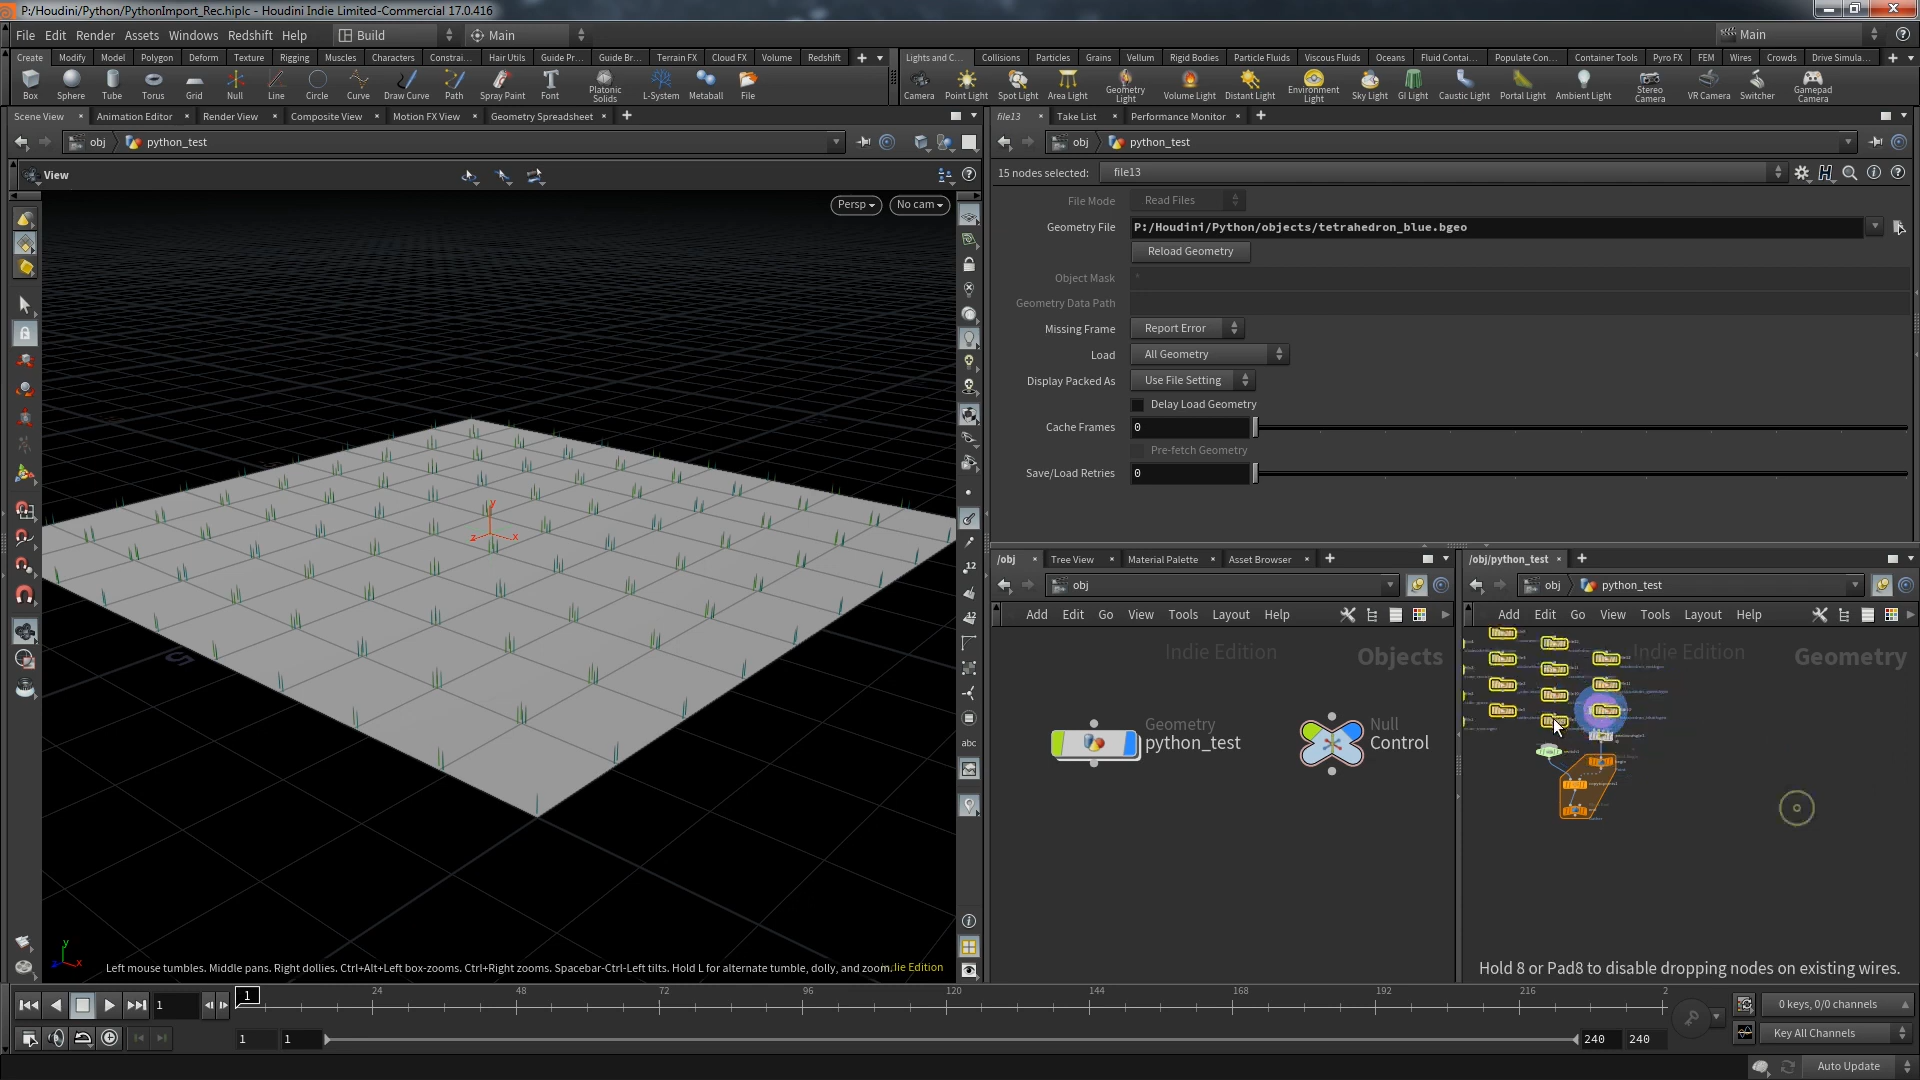 P:/Houdini/Python/PythonImport_Rec.hiplc - Houdini Indie Limited-Commercial 17.0.416
File Edit Render Assets Windows Redshift Help Build Main Main
Create Modify Model Polygon Deform Texture Rigging Muscles Characters Constrai... Hair Utils Guide Pr... Guide Br... Terrain FX Cloud FX Volume Redshift
Lights and C... Collisions Particles Grains Vellum Rigid Bodies Particle Fluids Viscous Fluids Oceans Fluid Contai... Populate Con... Container Tools Pyro FX FEM Wires Crowds Drive Simula...
Box Sphere Tube Torus Grid Null Line Circle Curve Draw Curve Path Spray Paint Font Platonic Solids L-System Metaball File
Camera Point Light Spot Light Area Light Geometry Light Volume Light Distant Light Environment Light Sky Light GI Light Caustic Light Portal Light Ambient Light Stereo Camera VR Camera Switcher Gamepad Camera
Scene View Animation Editor Render View Composite View Motion FX View Geometry Spreadsheet
file13 Take List Performance Monitor
obj python_test
obj python_test
View
Persp No cam
15 nodes selected: file13
File Mode Read Files
Geometry File P:/Houdini/Python/objects/tetrahedron_blue.bgeo
Reload Geometry
Object Mask *
Geometry Data Path
Missing Frame Report Error
Load All Geometry
Display Packed As Use File Setting
Delay Load Geometry
Cache Frames 0
Pre-fetch Geometry
Save/Load Retries 0
y
z x
5
12
abc
y
z x
Left mouse tumbles. Middle pans. Right dollies. Ctrl+Alt+Left box-zooms. Ctrl+Right zooms. Spacebar-Ctrl-Left tilts. Hold L for alternate tumble, dolly, and zoom.
Edition
/obj Tree View Material Palette Asset Browser
obj
Add Edit Go View Tools Layout Help
Indie Edition Objects
Geometry
python_test
Null
Control
/obj/python_test
obj python_test
Add Edit Go View Tools Layout Help
Indie Edition Geometry
Hold 8 or Pad8 to disable dropping nodes on existing wires.
1 1 24 48 72 96 120 144 168 192 216 2
0 keys, 0/0 channels
1 1 240 240
Key All Channels
Auto Update